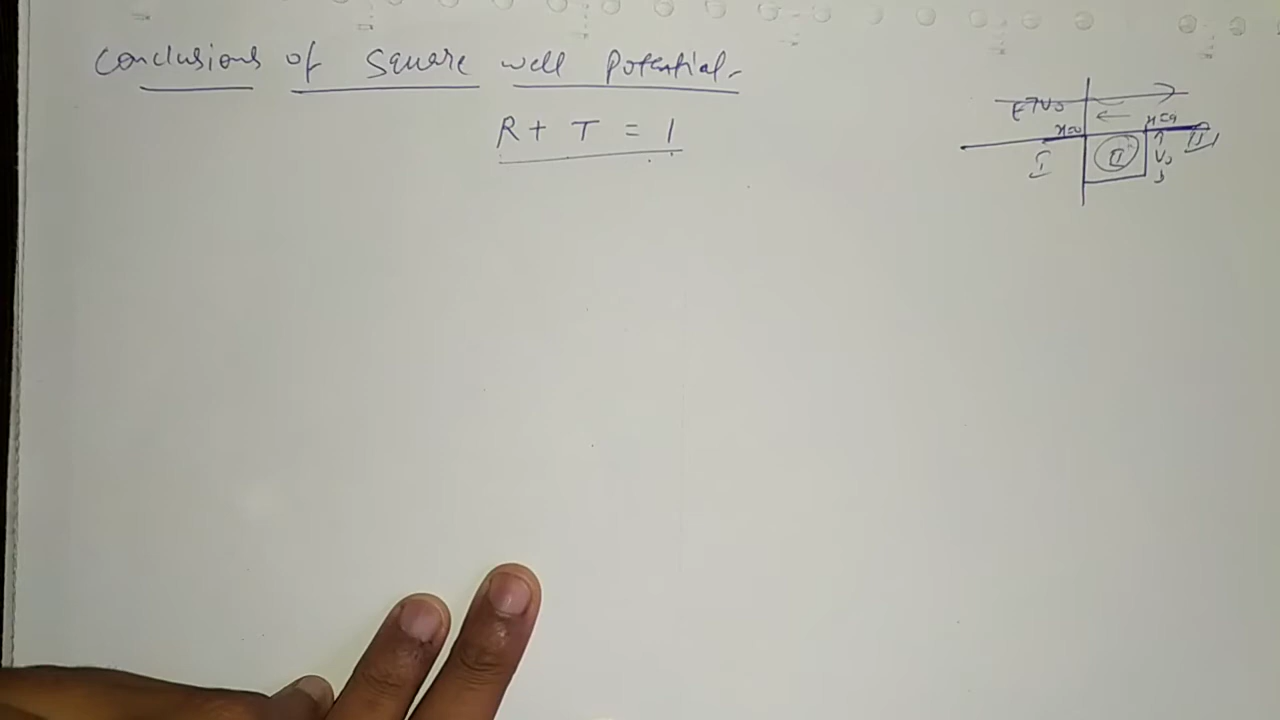 Conclusions of Square well Potential.
R + T = 1
E>V0
x=0
x=a
I
II
V0
III